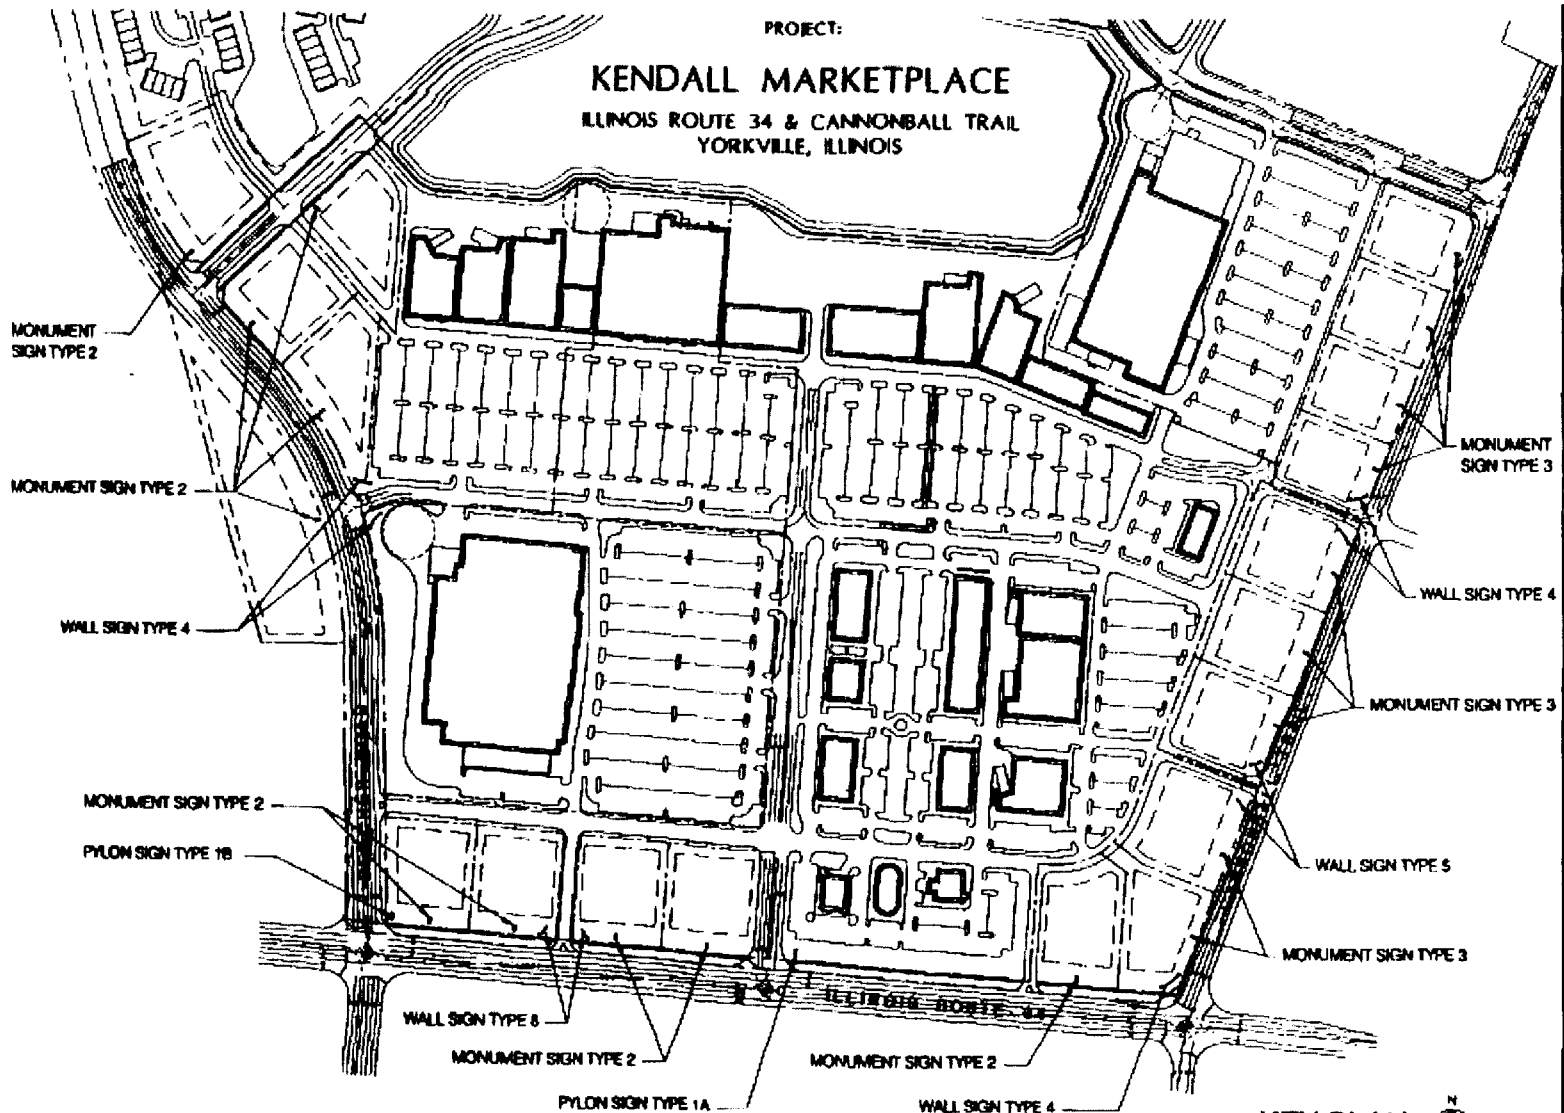 PROJECT:
KENDALL MARKETPLACE
ILLINOIS ROUTE 34 & CANNONBALL TRAIL
YORKVILLE, ILLINOIS
MONUMENT
SIGN TYPE 2
MONUMENT
SIGN TYPE 3
MONUMENT SIGN TYPE 2
WALL SIGN TYPE 4
WALL SIGN TYPE 4
MONUMENT SIGN TYPE 3
MONUMENT SIGN TYPE 2
PYLON SIGN TYPE 1B
WALL SIGN TYPE 5
MONUMENT SIGN TYPE 3
ILLINOIS ROUTE
WALL SIGN TYPE 6
MONUMENT SIGN TYPE 2
MONUMENT SIGN TYPE 2
PYLON SIGN TYPE 1A
WALL SIGN TYPE 4
N